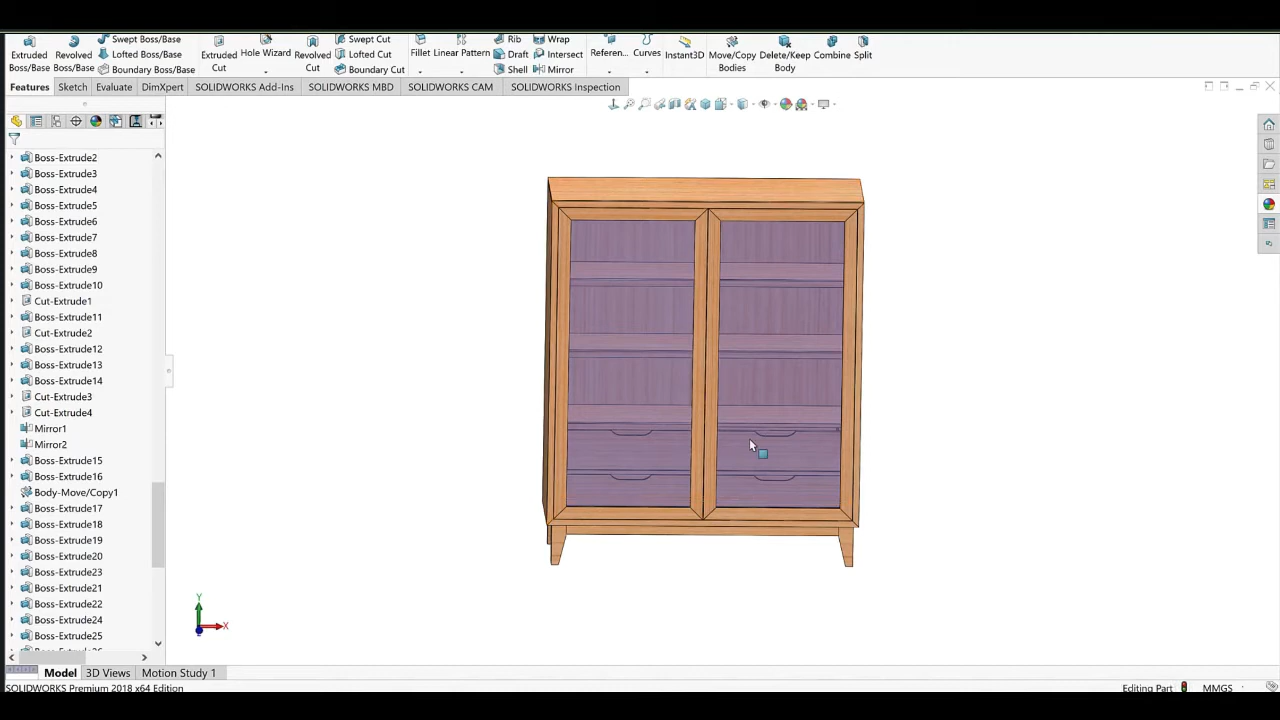 Swept Boss/Base Swept Cut Rib Wrap
Extruded Boss/Base Revolved Boss/Base Lofted Boss/Base Extruded Cut Hole Wizard Revolved Cut Lofted Cut Fillet Linear Pattern Draft Intersect Referen... Curves Instant3D Move/Copy Bodies Delete/Keep Body Combine Split
Boundary Boss/Base Boundary Cut Shell Mirror
Features Sketch Evaluate DimXpert SOLIDWORKS Add-Ins SOLIDWORKS MBD SOLIDWORKS CAM SOLIDWORKS Inspection
Boss-Extrude2
Boss-Extrude3
Boss-Extrude4
Boss-Extrude5
Boss-Extrude6
Boss-Extrude7
Boss-Extrude8
Boss-Extrude9
Boss-Extrude10
Cut-Extrude1
Boss-Extrude11
Cut-Extrude2
Boss-Extrude12
Boss-Extrude13
Boss-Extrude14
Cut-Extrude3
Cut-Extrude4
Mirror1
Mirror2
Boss-Extrude15
Boss-Extrude16
Body-Move/Copy1
Boss-Extrude17
Boss-Extrude18
Boss-Extrude19
Boss-Extrude20
Boss-Extrude23
Boss-Extrude21
Boss-Extrude22
Boss-Extrude24
Boss-Extrude25
Y
X
Model 3D Views Motion Study 1
SOLIDWORKS Premium 2018 x64 Edition Editing Part MMGS